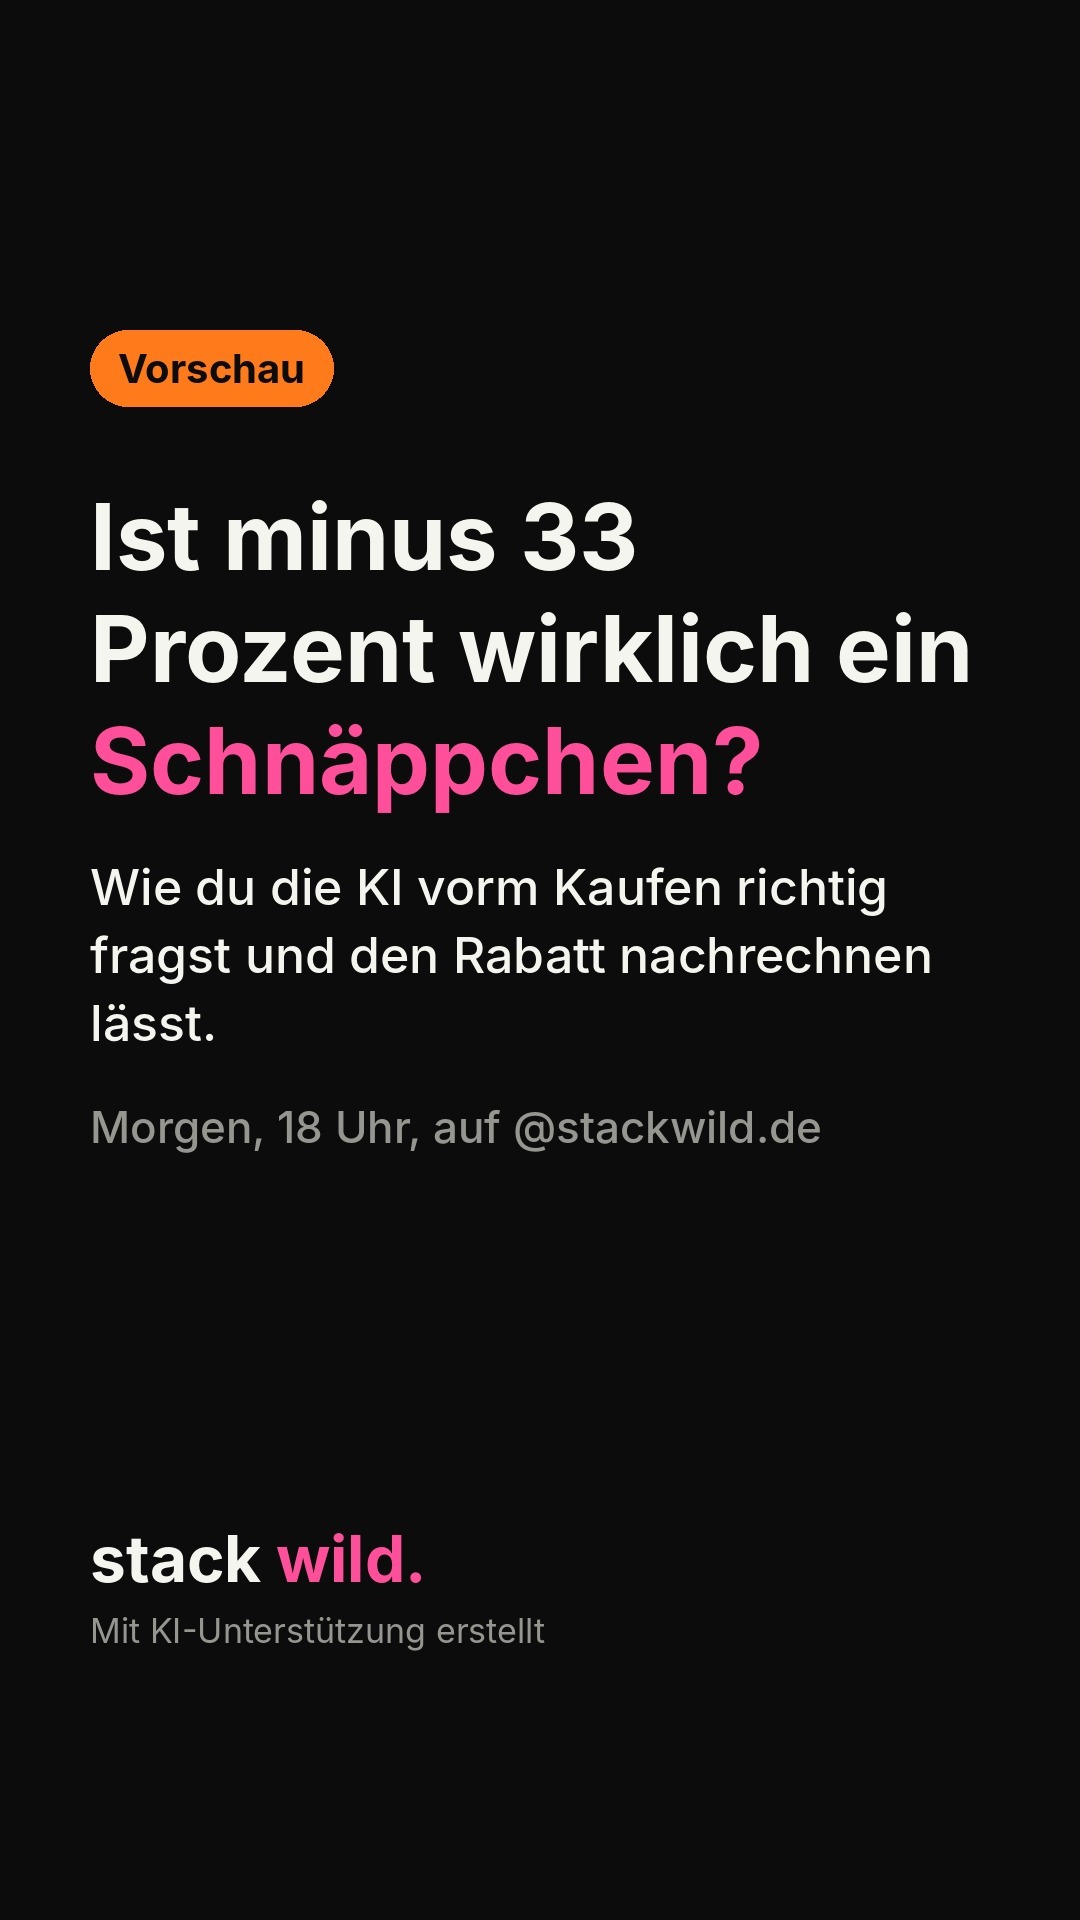 Vorschau
Ist minus 33
Prozent wirklich ein
Schnäppchen?
Wie du die KI vorm Kaufen richtig
fragst und den Rabatt nachrechnen
lässt.
Morgen, 18 Uhr, auf @stackwild.de
stack wild.
Mit KI-Unterstützung erstellt